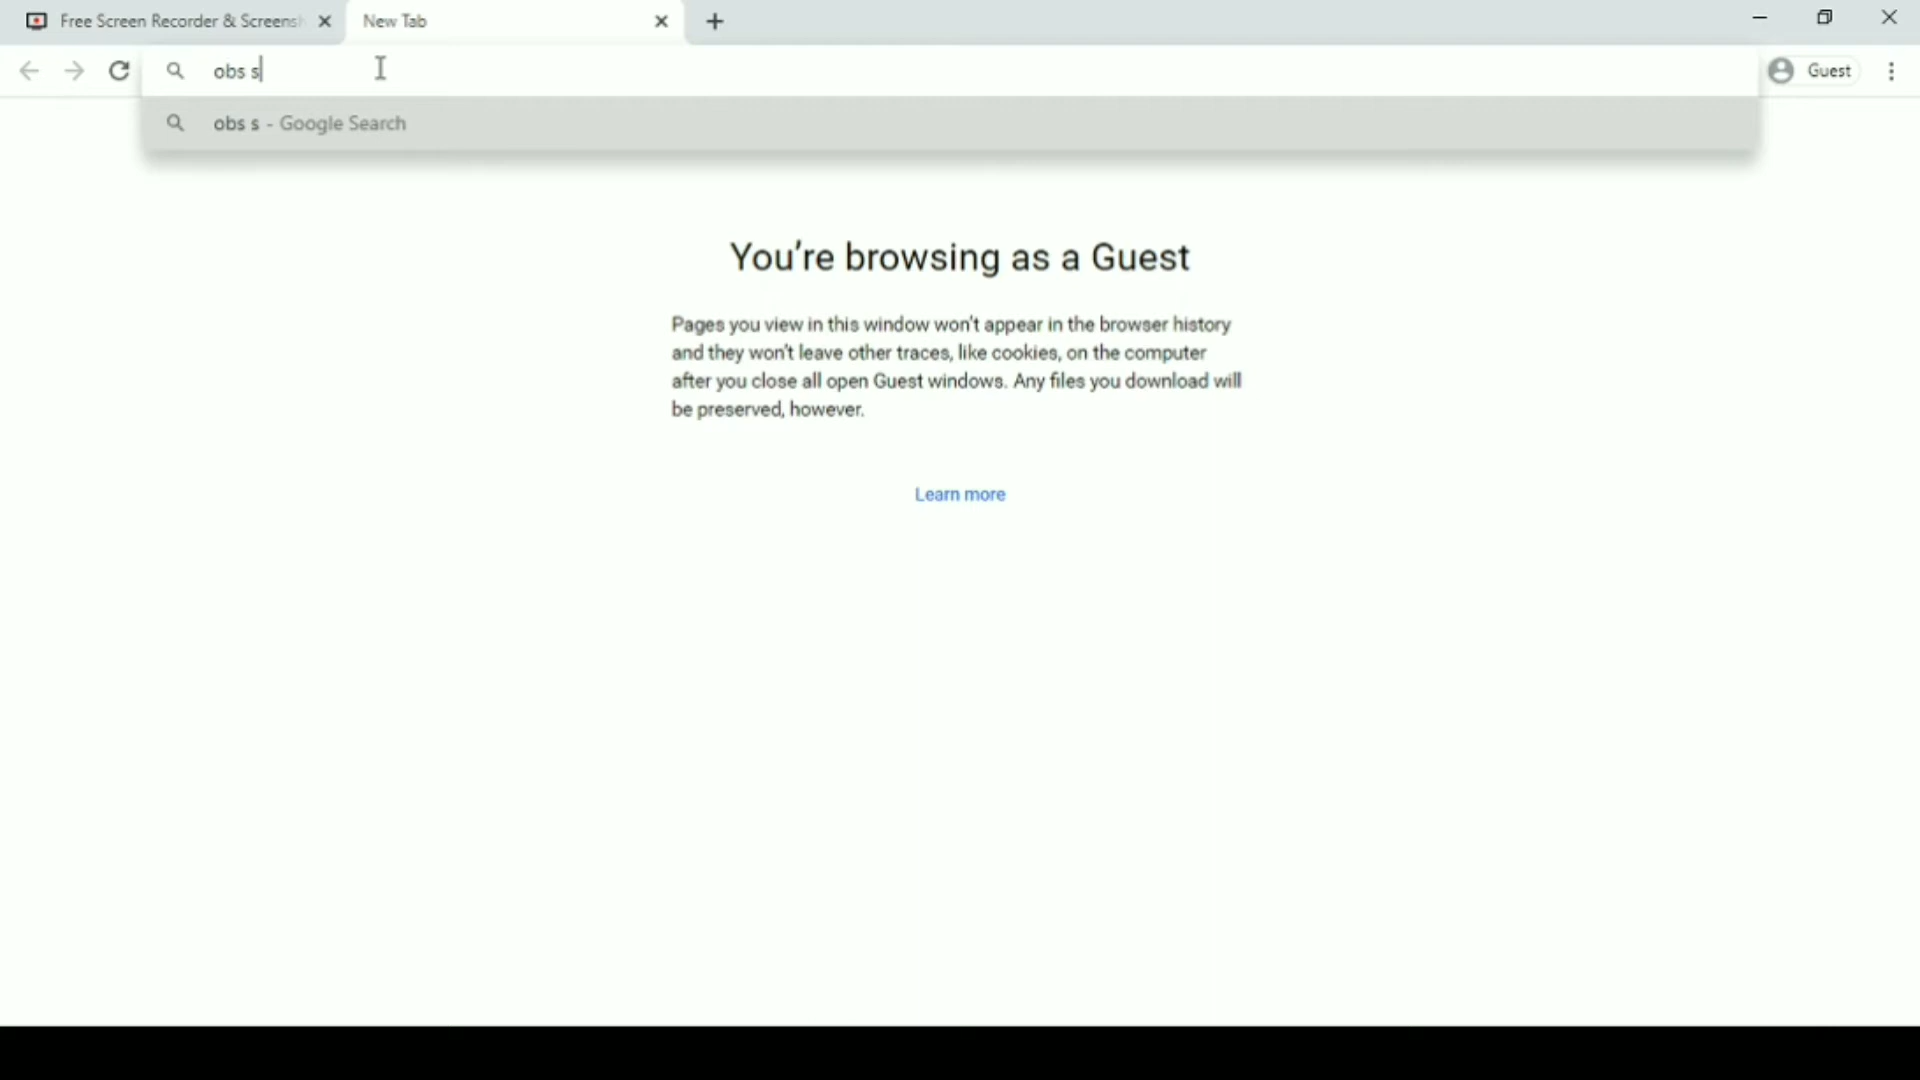 Free Screen Recorder & Screensh
New Tab
obs s
Guest
obs s - Google Search
You're browsing as a Guest
Pages you view in this window won't appear in the browser history
and they won't leave other traces, like cookies, on the computer
after you close all open Guest windows. Any files you download will
be preserved, however.
Learn more